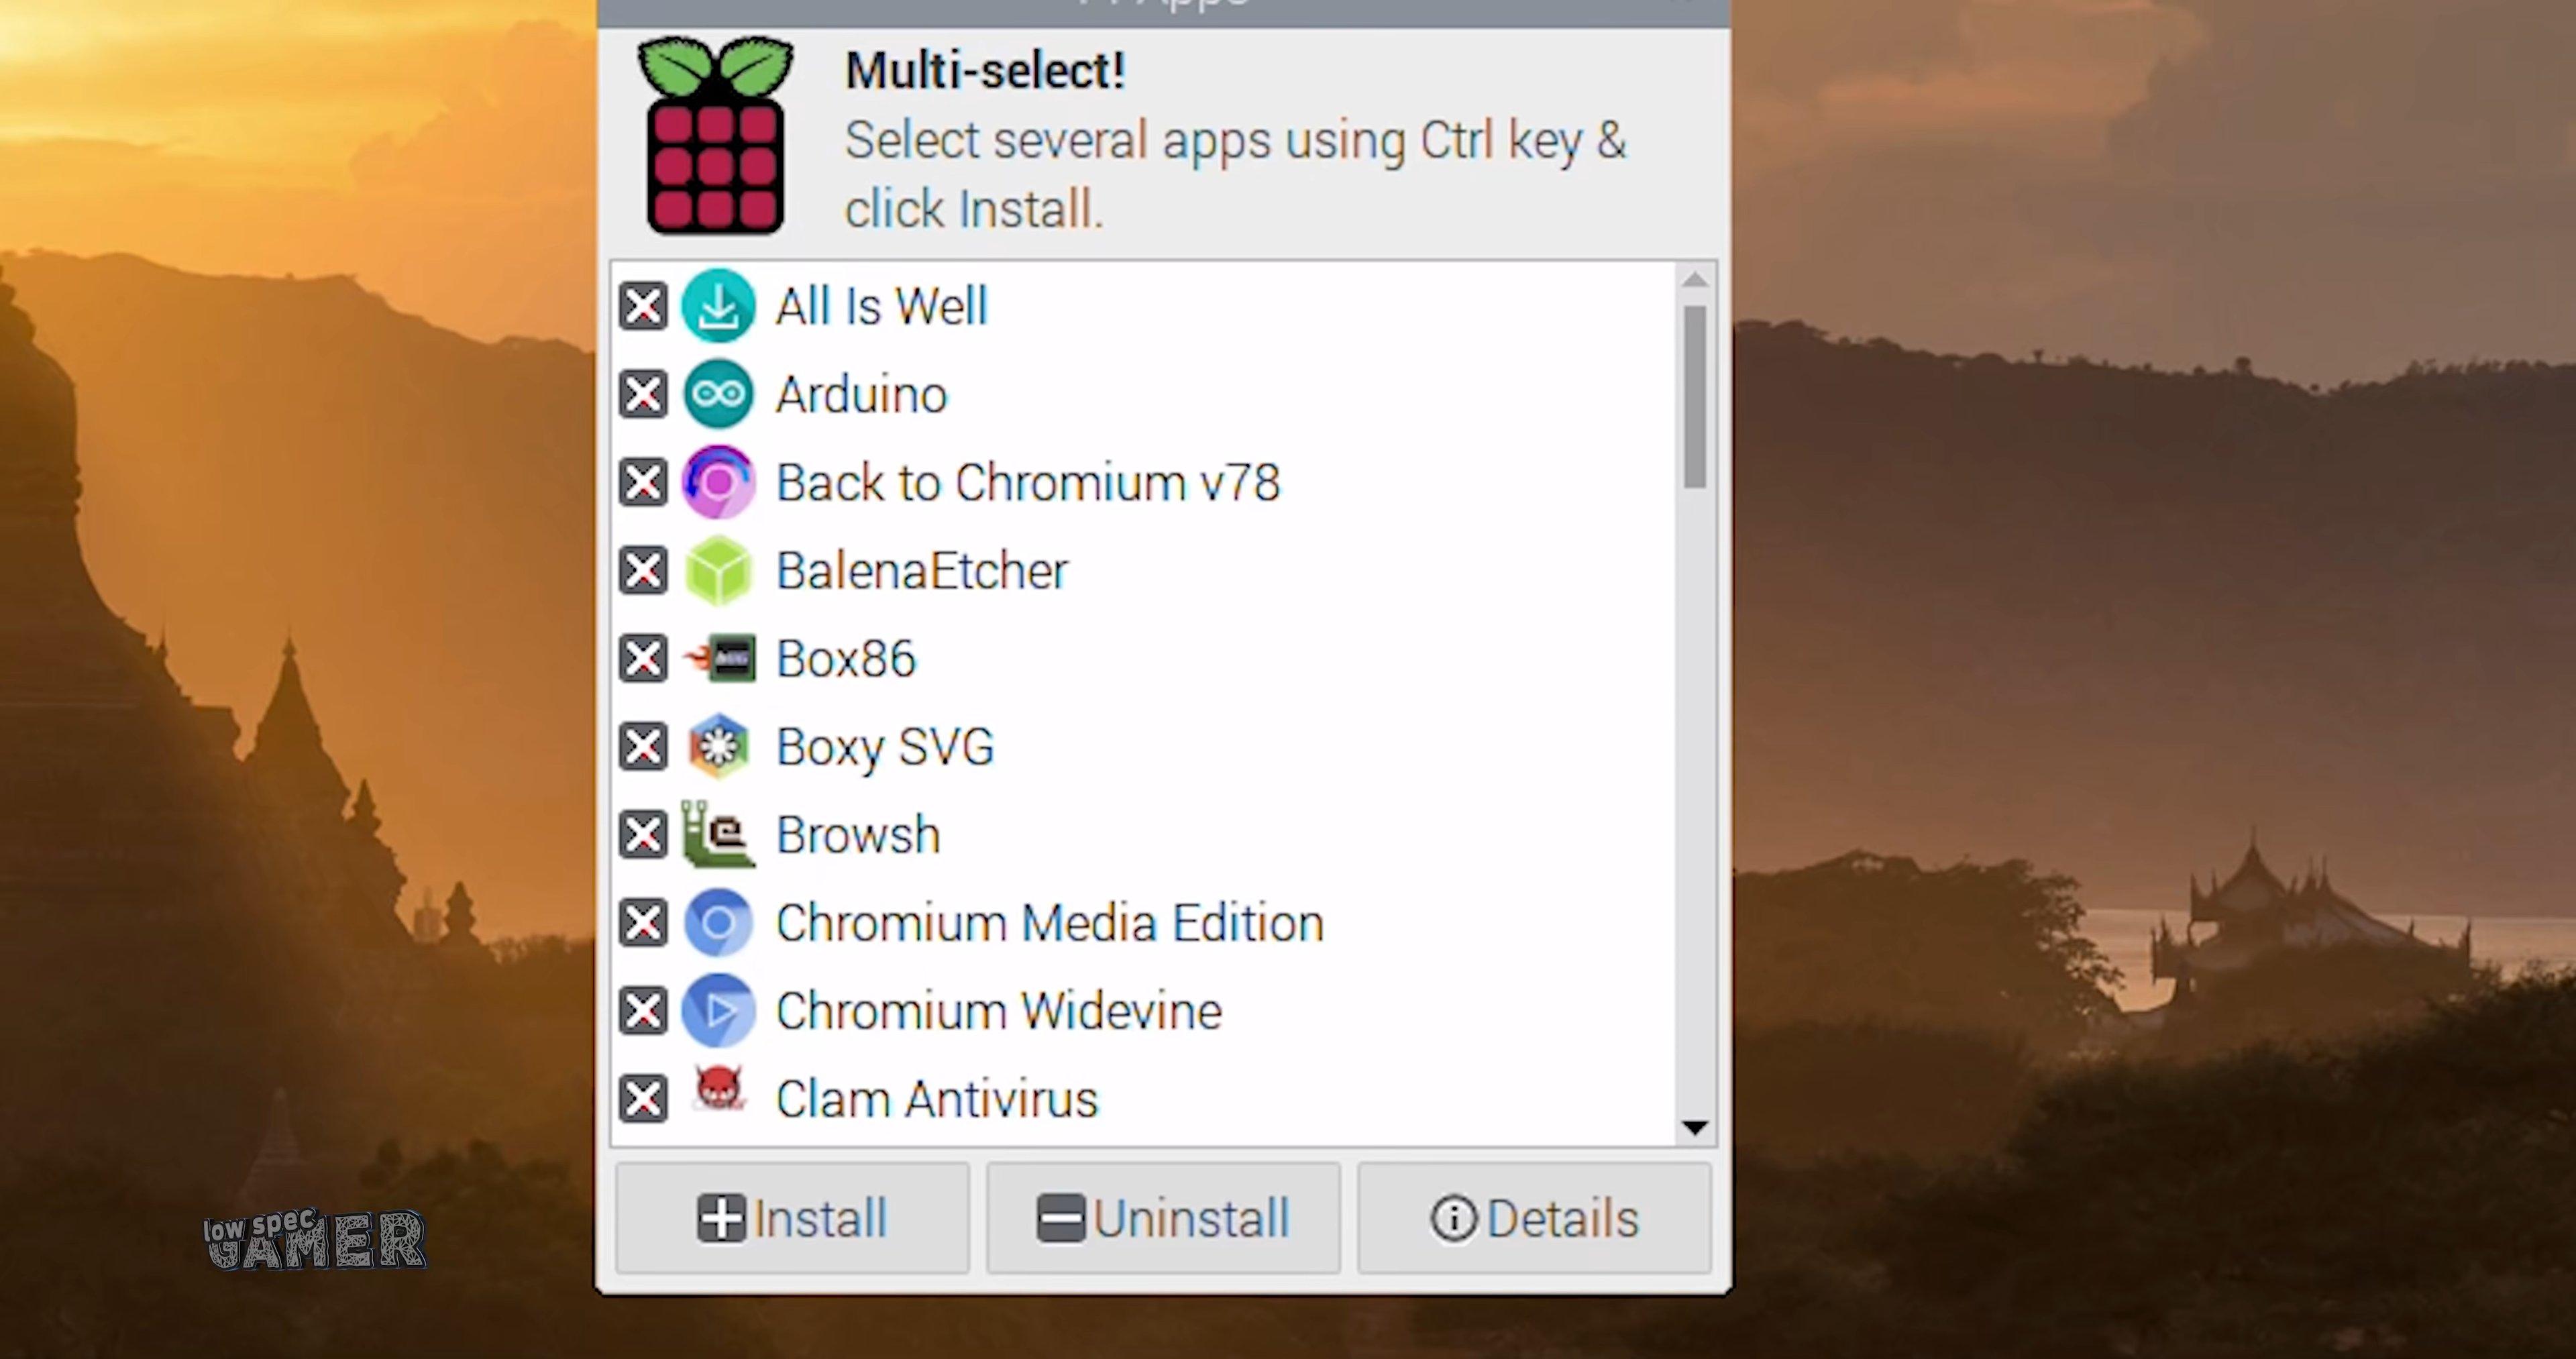 Multi-select!
Select several apps using Ctrl key &
click Install.
All Is Well
Arduino
Back to Chromium v78
BalenaEtcher
Box86
Boxy SVG
Browsh
Chromium Media Edition
Chromium Widevine
Clam Antivirus
Install
Uninstall
Details
low spec
GAMER